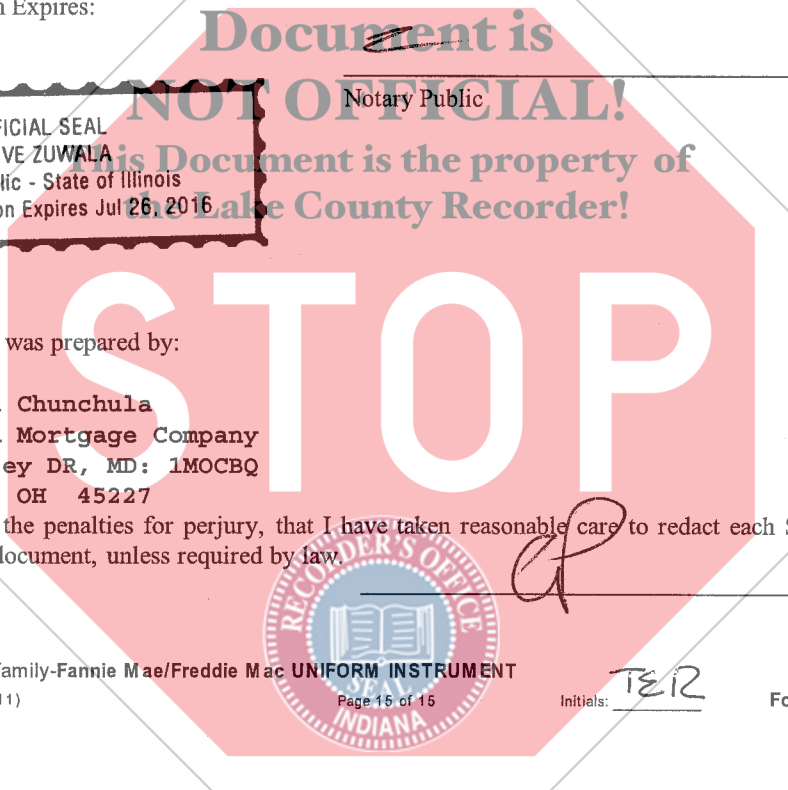 n Expires:
Document is
NOT OFFICIAL!
Notary Public
This Document is the property of
the Lake County Recorder!
FICIAL SEAL
VE ZUWALA
lic - State of Illinois
on Expires Jul 26, 2016
STOP
was prepared by:
Chunchula
Mortgage Company
ey DR, MD: 1MOCBQ
OH 45227
the penalties for perjury, that I have taken reasonable care to redact each S
document, unless required by law.
RECORDER'S OFFICE
SEAL
INDIANA
Family-Fannie Mae/Freddie Mac UNIFORM INSTRUMENT
11)
Page 15 of 15
Initials: TER
Fo